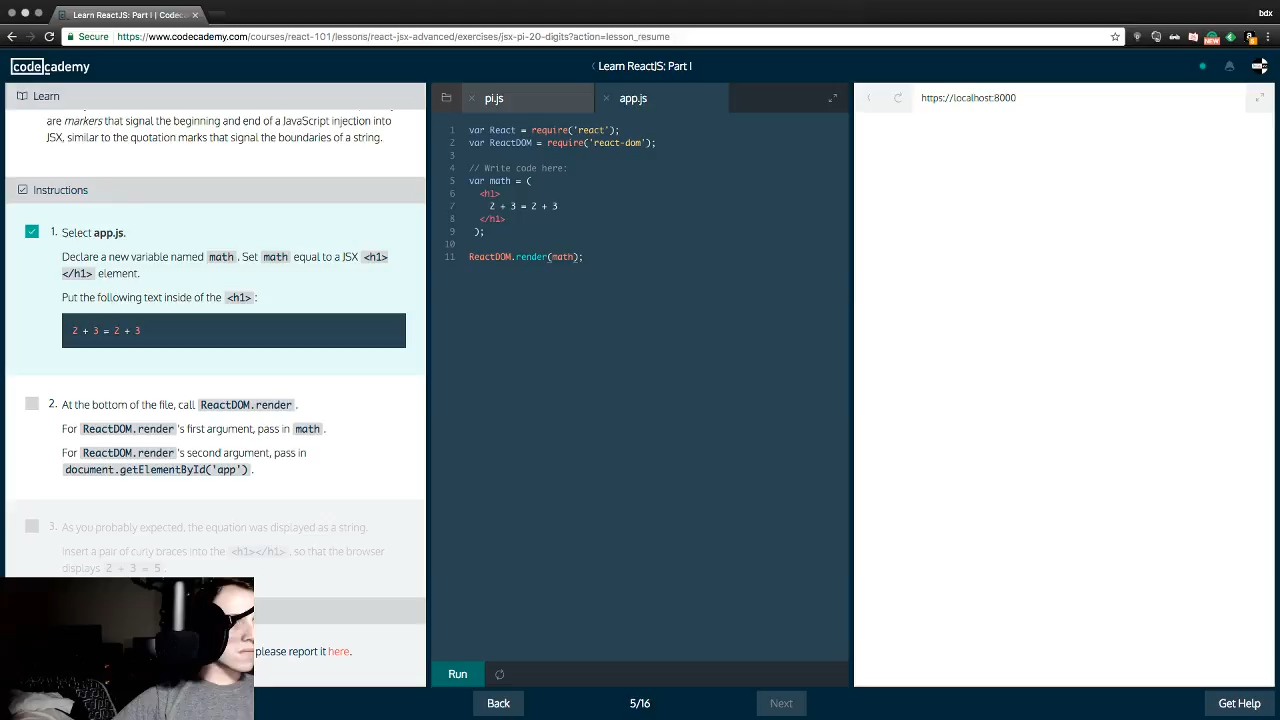 Learn ReactJS: Part I | Codec
bdx
Secure
https://www.codecademy.com/courses/react-101/lessons/react-jsx-advanced/exercises/jsx-pi-20-digits?action=lesson_resume
codecademy
Learn ReactJS: Part I
Learn
are markers that signal the beginning and end of a JavaScript injection into
JSX, similar to the quotation marks that signal the boundaries of a string.
Instructions
1. Select app.js.
Declare a new variable named math. Set math equal to a JSX <h1>
</h1> element.
Put the following text inside of the <h1>:
2 + 3 = 2 + 3
2. At the bottom of the file, call ReactDOM.render.
For ReactDOM.render's first argument, pass in math.
For ReactDOM.render's second argument, pass in
document.getElementById('app').
3. As you probably expected, the equation was displayed as a string.
Insert a pair of curly braces into the <h1></h1>, so that the browser
displays 2 + 3 = 5.
please report it here.
pi.js
app.js
1 var React = require('react');
2 var ReactDOM = require('react-dom');
3
4 // Write code here:
5 var math = (
6 <h1>
7 2 + 3 = 2 + 3
8 </h1>
9 );
10
11 ReactDOM.render(math);
Run
https://localhost:8000
Back
5/16
Next
Get Help